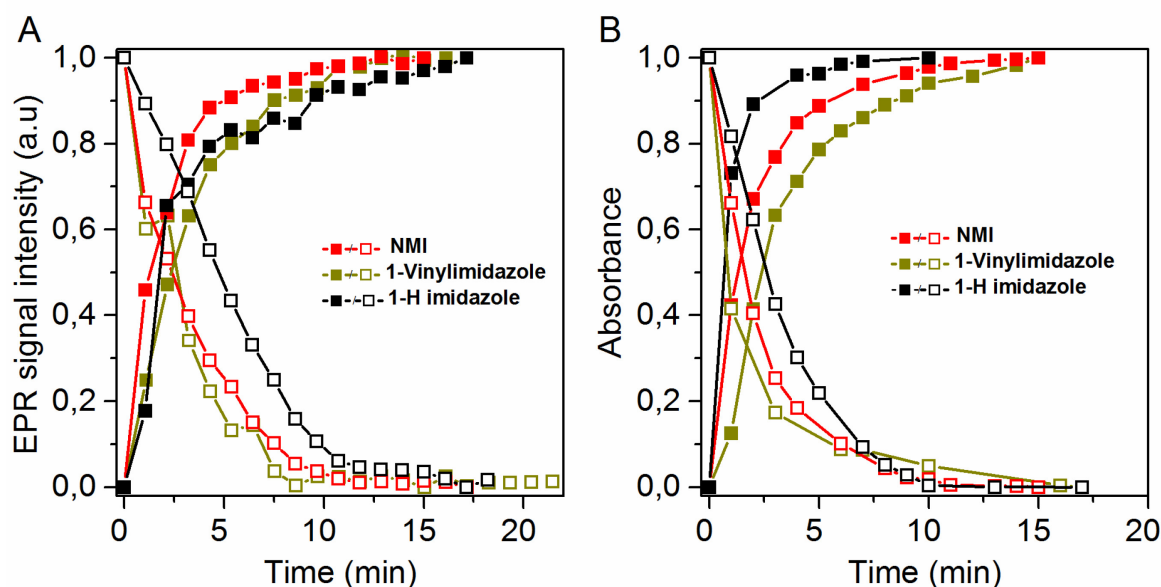 A
EPR signal intensity (a.u)
1,0
0,8
0,6
0,4
0,2
0,0
NMI
1-Vinylimidazole
1-H imidazole
0 5 10 15 20
Time (min)
B
Absorbance
1,0
0,8
0,6
0,4
0,2
0,0
NMI
1-Vinylimidazole
1-H imidazole
0 5 10 15 20
Time (min)